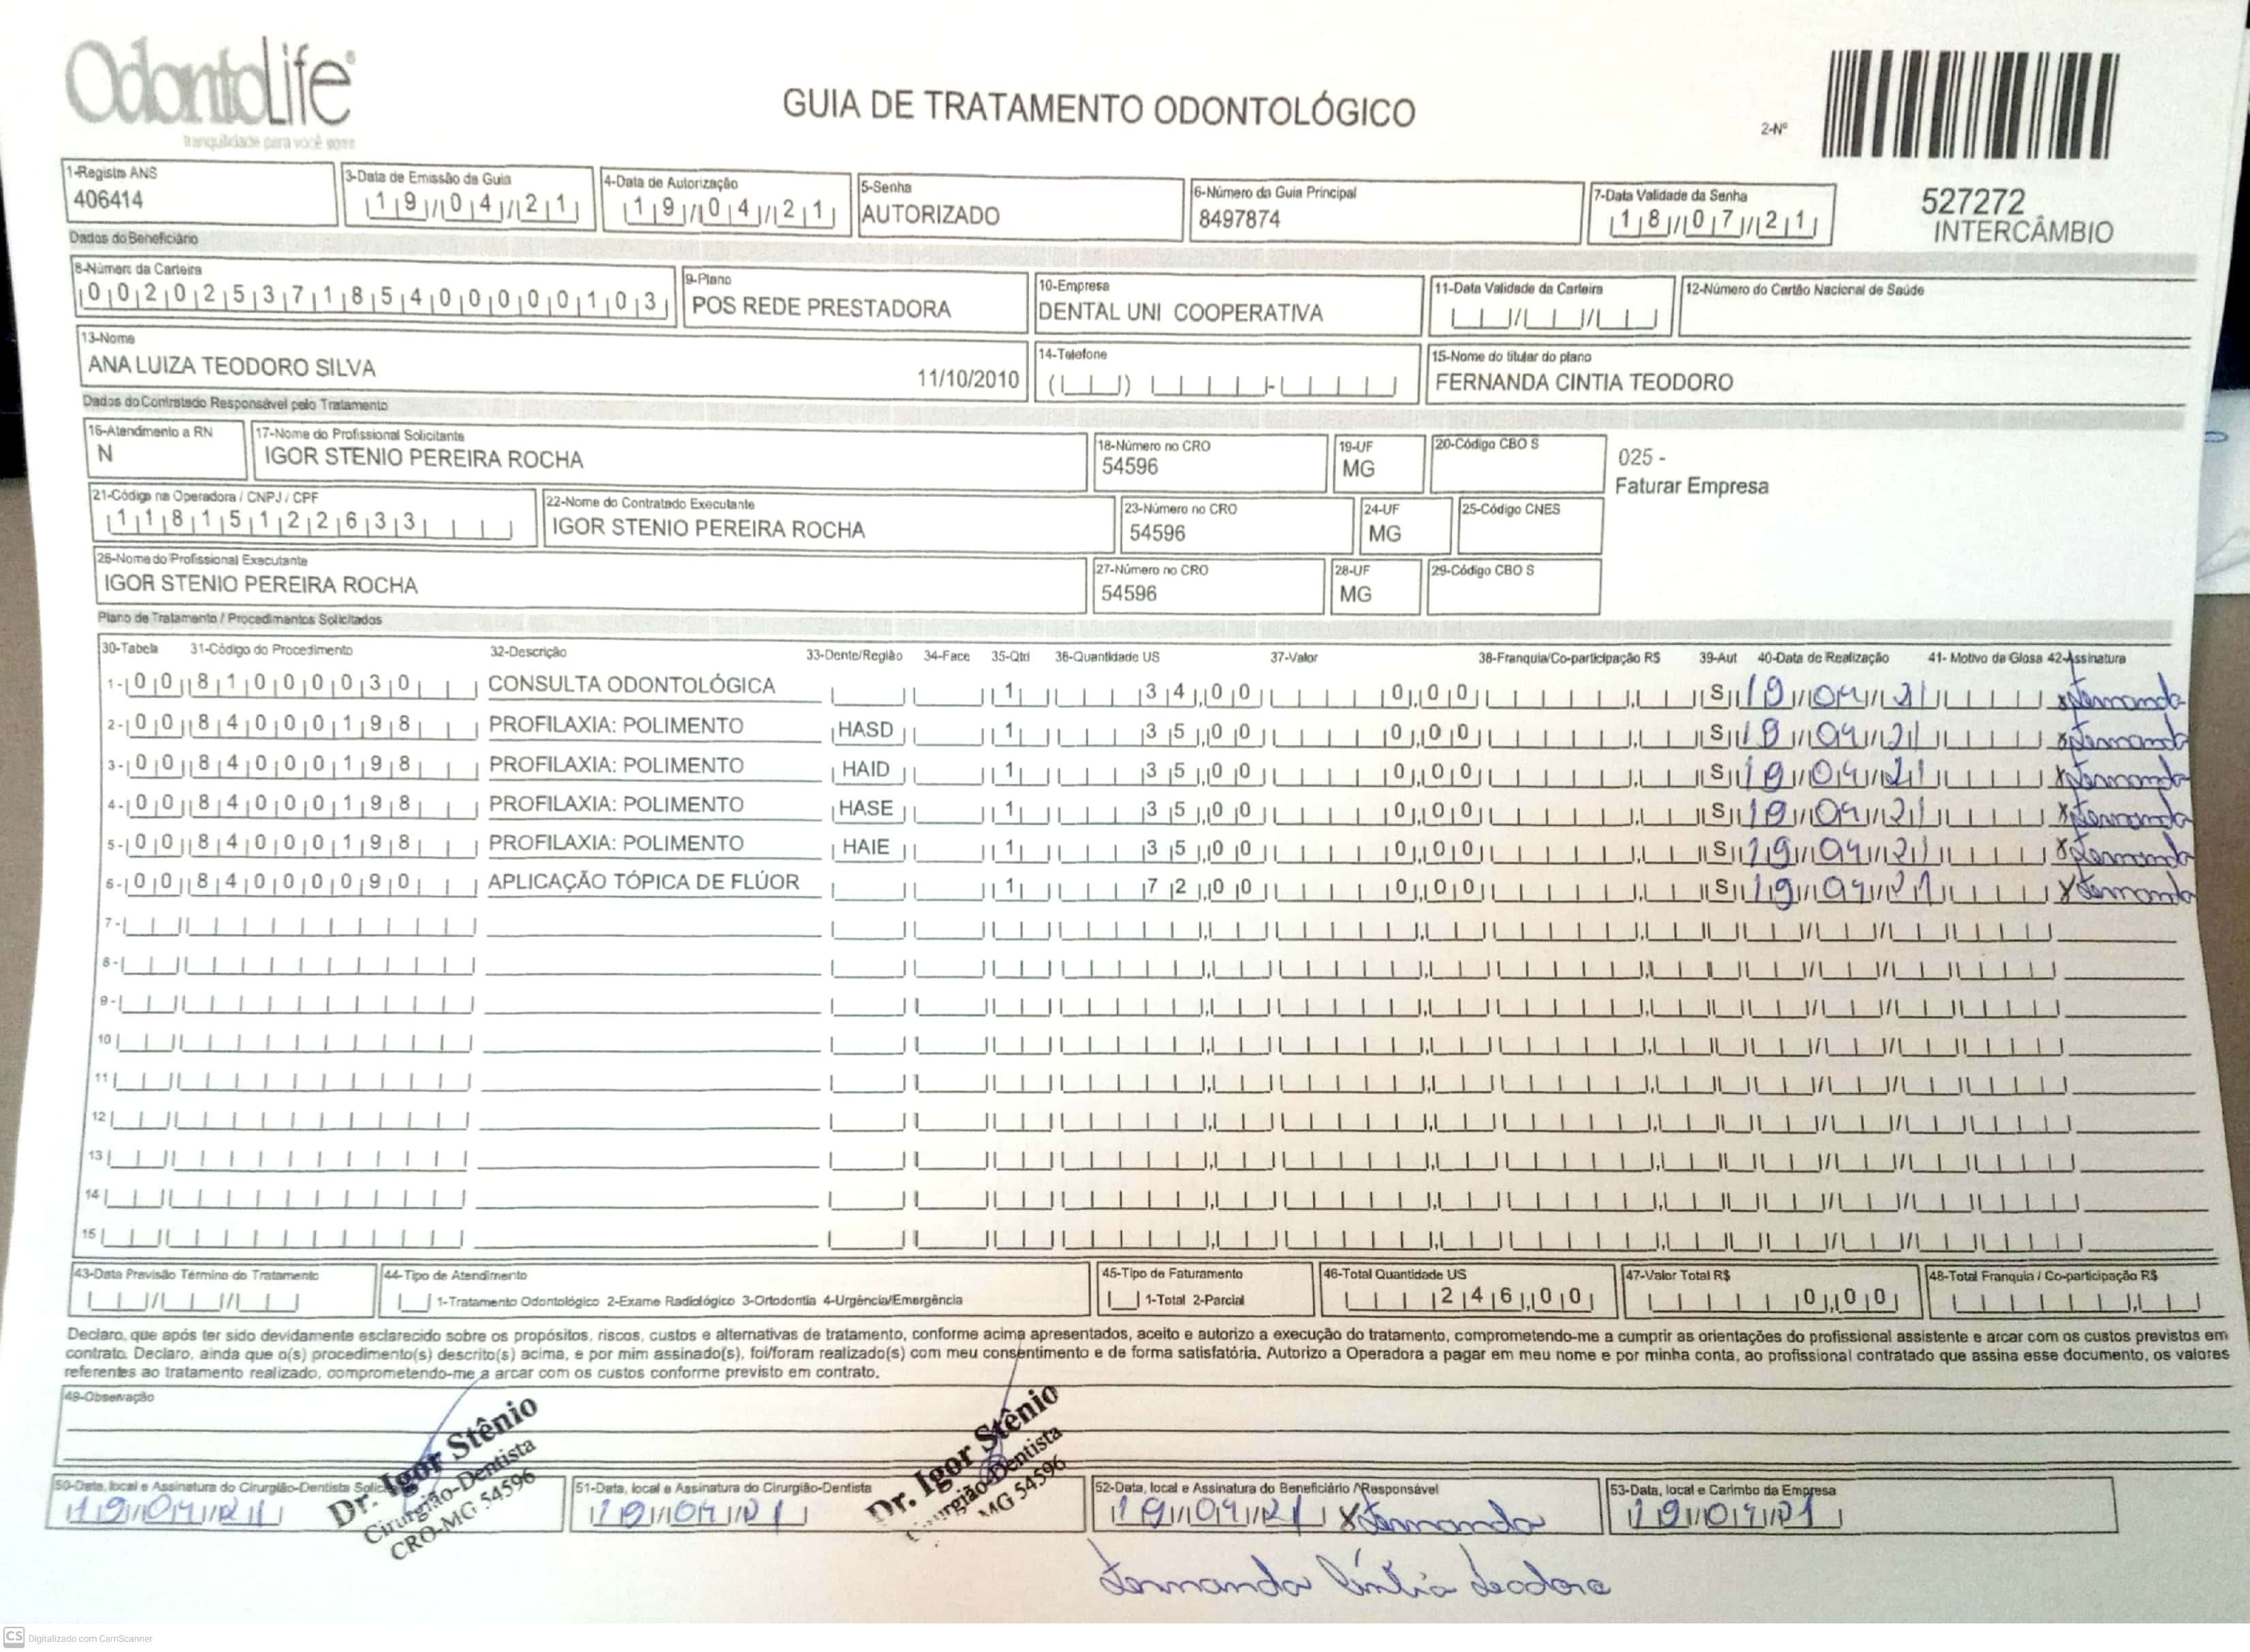 OdontoLife®
tranquilidade para você sorrir
GUIA DE TRATAMENTO ODONTOLÓGICO
2-Nº
527272
INTERCÂMBIO
1-Registro ANS
406414
3-Data de Emissão da Guia
19/04/21
4-Data de Autorização
19/04/21
5-Senha
AUTORIZADO
6-Número da Guia Principal
8497874
7-Data Validade da Senha
18/07/21
Dados do Beneficiário
8-Número da Carteira
00202537185400000103
9-Plano
POS REDE PRESTADORA
10-Empresa
DENTAL UNI COOPERATIVA
11-Data Validade da Carteira
12-Número do Cartão Nacional de Saúde
13-Nome
ANA LUIZA TEODORO SILVA 11/10/2010
14-Telefone
15-Nome do titular do plano
FERNANDA CINTIA TEODORO
Dados do Contratado Responsável pelo Tratamento
16-Atendimento a RN
N
17-Nome do Profissional Solicitante
IGOR STENIO PEREIRA ROCHA
18-Número no CRO
54596
19-UF
MG
20-Código CBO S
025 -
Faturar Empresa
21-Código na Operadora / CNPJ / CPF
11815122633
22-Nome do Contratado Executante
IGOR STENIO PEREIRA ROCHA
23-Número no CRO
54596
24-UF
MG
25-Código CNES
26-Nome do Profissional Executante
IGOR STENIO PEREIRA ROCHA
27-Número no CRO
54596
28-UF
MG
29-Código CBO S
Plano de Tratamento / Procedimentos Solicitados
30-Tabela 31-Código do Procedimento 32-Descrição 33-Dente/Região 34-Face 35-Qtd 36-Quantidade US 37-Valor 38-Franquia/Co-participação R$ 39-Aut 40-Data de Realização 41- Motivo da Glosa 42-Assinatura
1- 00 81000030 CONSULTA ODONTOLÓGICA 1 34,00 0,00 S 19/04/21 xFernanda
2- 00 84000198 PROFILAXIA: POLIMENTO HASD 1 35,00 0,00 S 19/04/21 xFernanda
3- 00 84000198 PROFILAXIA: POLIMENTO HAID 1 35,00 0,00 S 19/04/21 xFernanda
4- 00 84000198 PROFILAXIA: POLIMENTO HASE 1 35,00 0,00 S 19/04/21 xFernanda
5- 00 84000198 PROFILAXIA: POLIMENTO HAIE 1 35,00 0,00 S 19/04/21 xFernanda
6- 00 84000090 APLICAÇÃO TÓPICA DE FLÚOR 1 72,00 0,00 S 19/04/21 xFernanda
7-
8-
9-
10
11
12
13
14
15
43-Data Previsão Término do Tratamento
44-Tipo de Atendimento
1-Tratamento Odontológico 2-Exame Radiológico 3-Ortodontia 4-Urgência/Emergência
45-Tipo de Faturamento
1-Total 2-Parcial
46-Total Quantidade US
246,00
47-Valor Total R$
0,00
48-Total Franquia / Co-participação R$
Declaro, que após ter sido devidamente esclarecido sobre os propósitos, riscos, custos e alternativas de tratamento, conforme acima apresentados, aceito e autorizo a execução do tratamento, comprometendo-me a cumprir as orientações do profissional assistente e arcar com os custos previstos em
contrato. Declaro, ainda que o(s) procedimento(s) descrito(s) acima, e por mim assinado(s), foi/foram realizado(s) com meu consentimento e de forma satisfatória. Autorizo a Operadora a pagar em meu nome e por minha conta, ao profissional contratado que assina esse documento, os valores
referentes ao tratamento realizado, comprometendo-me a arcar com os custos conforme previsto em contrato.
49-Observação
50-Data, local e Assinatura do Cirurgião-Dentista
19/04/21
Dr. Igor Stênio
Cirurgião-Dentista
CRO-MG 54596
51-Data, local e Assinatura do Cirurgião-Dentista
19/04/21
Dr. Igor Stênio
Cirurgião-Dentista
MG 54596
52-Data, local e Assinatura do Beneficiário / Responsável
19/04/21 xFernanda
53-Data, local e Carimbo da Empresa
19/04/21
Fernanda Cíntia Teodoro
CS Digitalizado com CamScanner